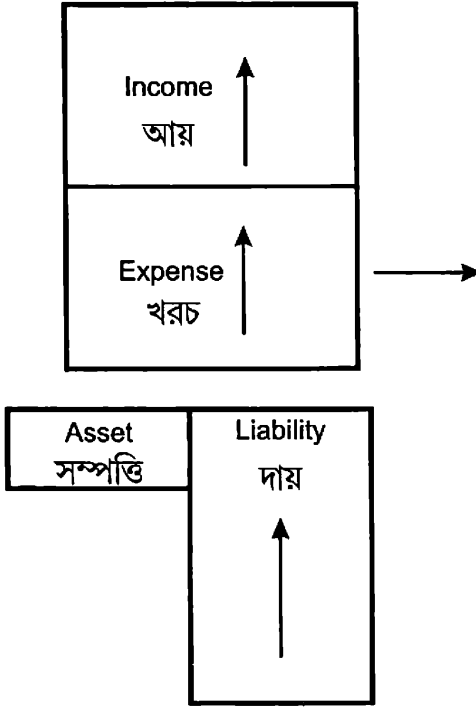 Income
আয়
Expense
খরচ
Asset
সম্পত্তি
Liability
দায়